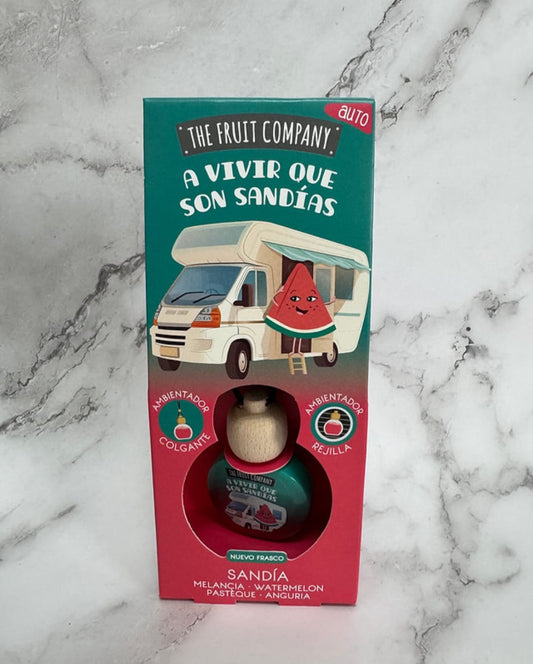 AUTO
THE FRUIT COMPANY
A VIVIR QUE
SON SANDÍAS
AMBIENTADOR
COLGANTE
AMBIENTADOR
REJILLA
THE FRUIT COMPANY
A VIVIR QUE
SON SANDÍAS
NUEVO FRASCO
SANDÍA
MELANCIA · WATERMELON
PASTÈQUE · ANGURIA